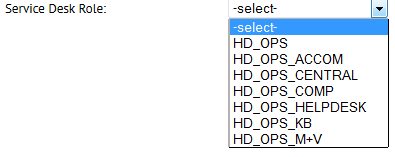 Service Desk Role: -select-
-select-
HD_OPS
HD_OPS_ACCOM
HD_OPS_CENTRAL
HD_OPS_COMP
HD_OPS_HELPDESK
HD_OPS_KB
HD_OPS_M+V